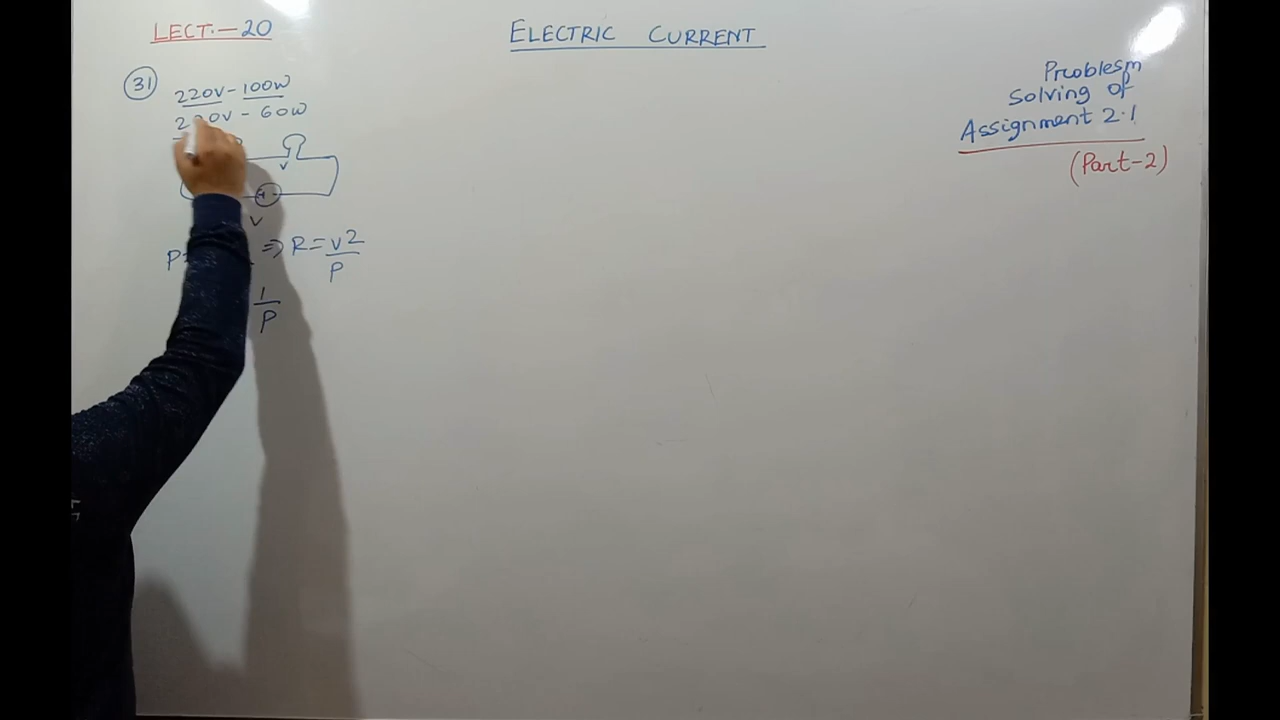 LECT.-20
ELECTRIC CURRENT
Problesm
Solving of
Assignment 2.1
(Part-2)
31
220V-100W
220V-60W
V
V
P= ⇒ R=V2/P
1/P